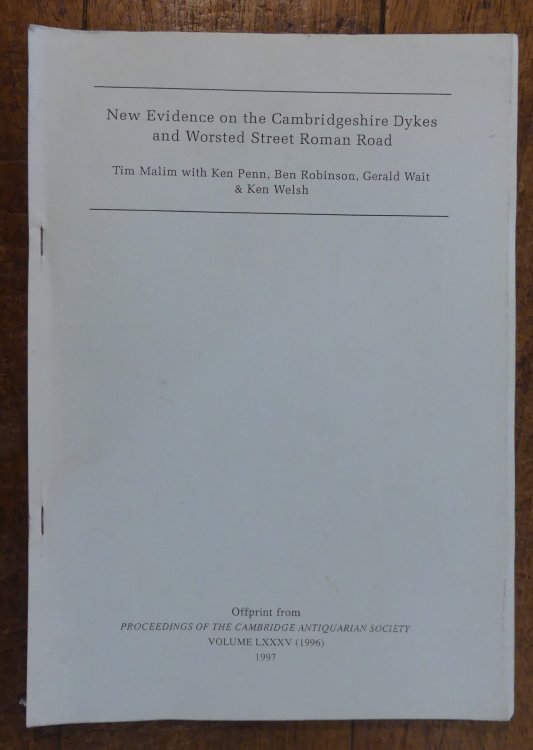 New Evidence on the Cambridgeshire Dykes
and Worsted Street Roman Road
Tim Malim with Ken Penn, Ben Robinson, Gerald Wait
& Ken Welsh
Offprint from
PROCEEDINGS OF THE CAMBRIDGE ANTIQUARIAN SOCIETY
VOLUME LXXXV (1996)
1997